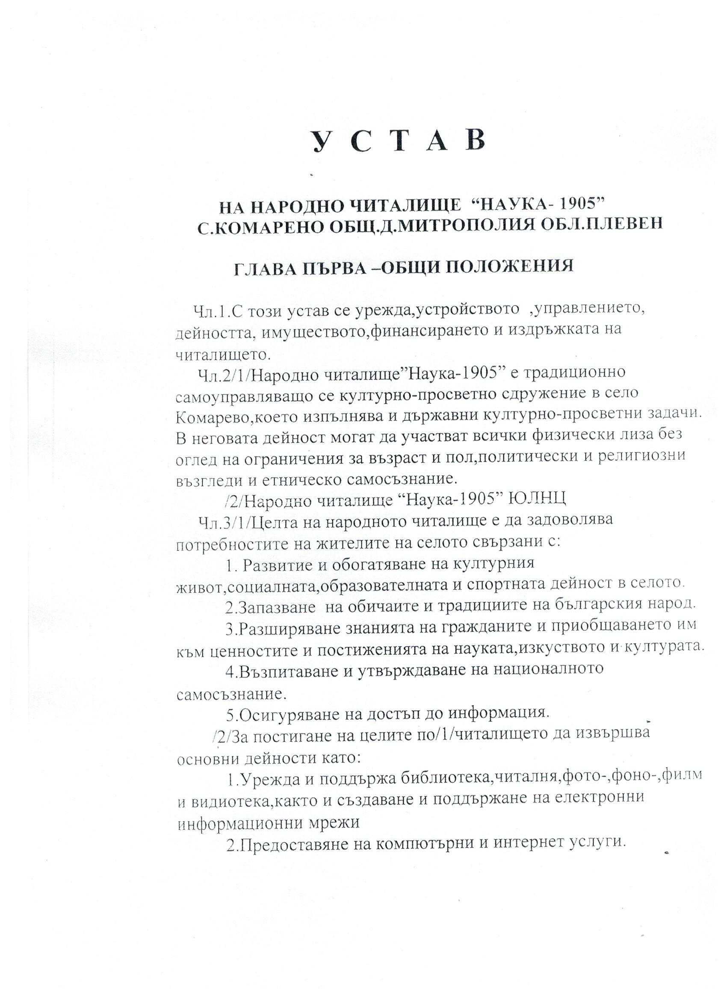 У С Т А В
НА НАРОДНО ЧИТАЛИЩЕ “НАУКА- 1905”
С.КОМАРЕНО ОБЩ.Д.МИТРОПОЛИЯ ОБЛ.ПЛЕВЕН
ГЛАВА ПЪРВА –ОБЩИ ПОЛОЖЕНИЯ
Чл.1.С този устав се урежда,устройството ,управлението,
дейността, имуществото,финансирането и издръжката на
читалището.
Чл.2/1/Народно читалище”Наука-1905” е традиционно
самоуправляващо се културно-просветно сдружение в село
Комарево,което изпълнява и държавни културно-просветни задачи.
В неговата дейност могат да участват всички физически лиза без
оглед на ограничения за възраст и пол,политически и религиозни
възгледи и етническо самосъзнание.
/2/Народно читалище “Наука-1905” ЮЛНЦ
Чл.3/1/Целта на народното читалище е да задоволява
потребностите на жителите на селото свързани с:
1. Развитие и обогатяване на културния
живот,социалната,образователната и спортната дейност в селото.
2.Запазване на обичаите и традициите на българския народ.
3.Разширяване знанията на гражданите и приобщаването им
към ценностите и постиженията на науката,изкуството и културата.
4.Възпитаване и утвърждаване на националното
самосъзнание.
5.Осигуряване на достъп до информация.
/2/За постигане на целите по/1/читалището да извършва
основни дейности като:
1.Урежда и поддържа библиотека,читалня,фото-,фоно-,филм
и видиотека,както и създаване и поддържане на електронни
информационни мрежи
2.Предоставяне на компютърни и интернет услуги.